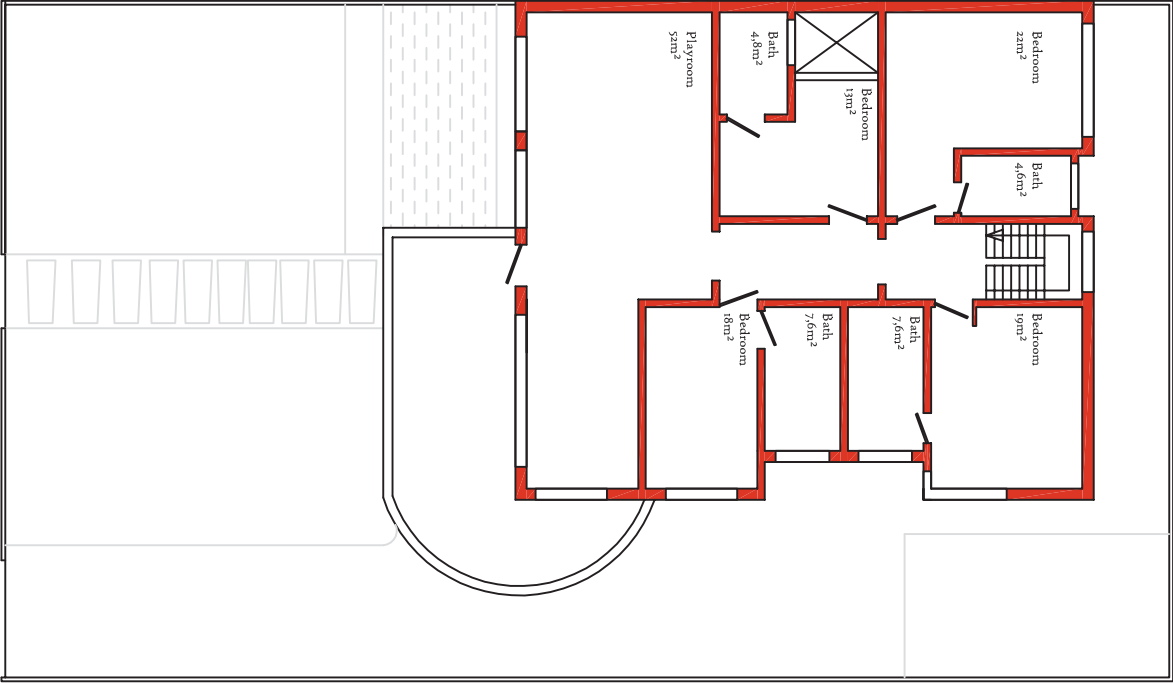 Playroom
52m²
Bath
4,8m²
Bedroom
13m²
Bedroom
22m²
Bath
4,6m²
Bedroom
18m²
Bath
7,6m²
Bath
7,6m²
Bedroom
19m²